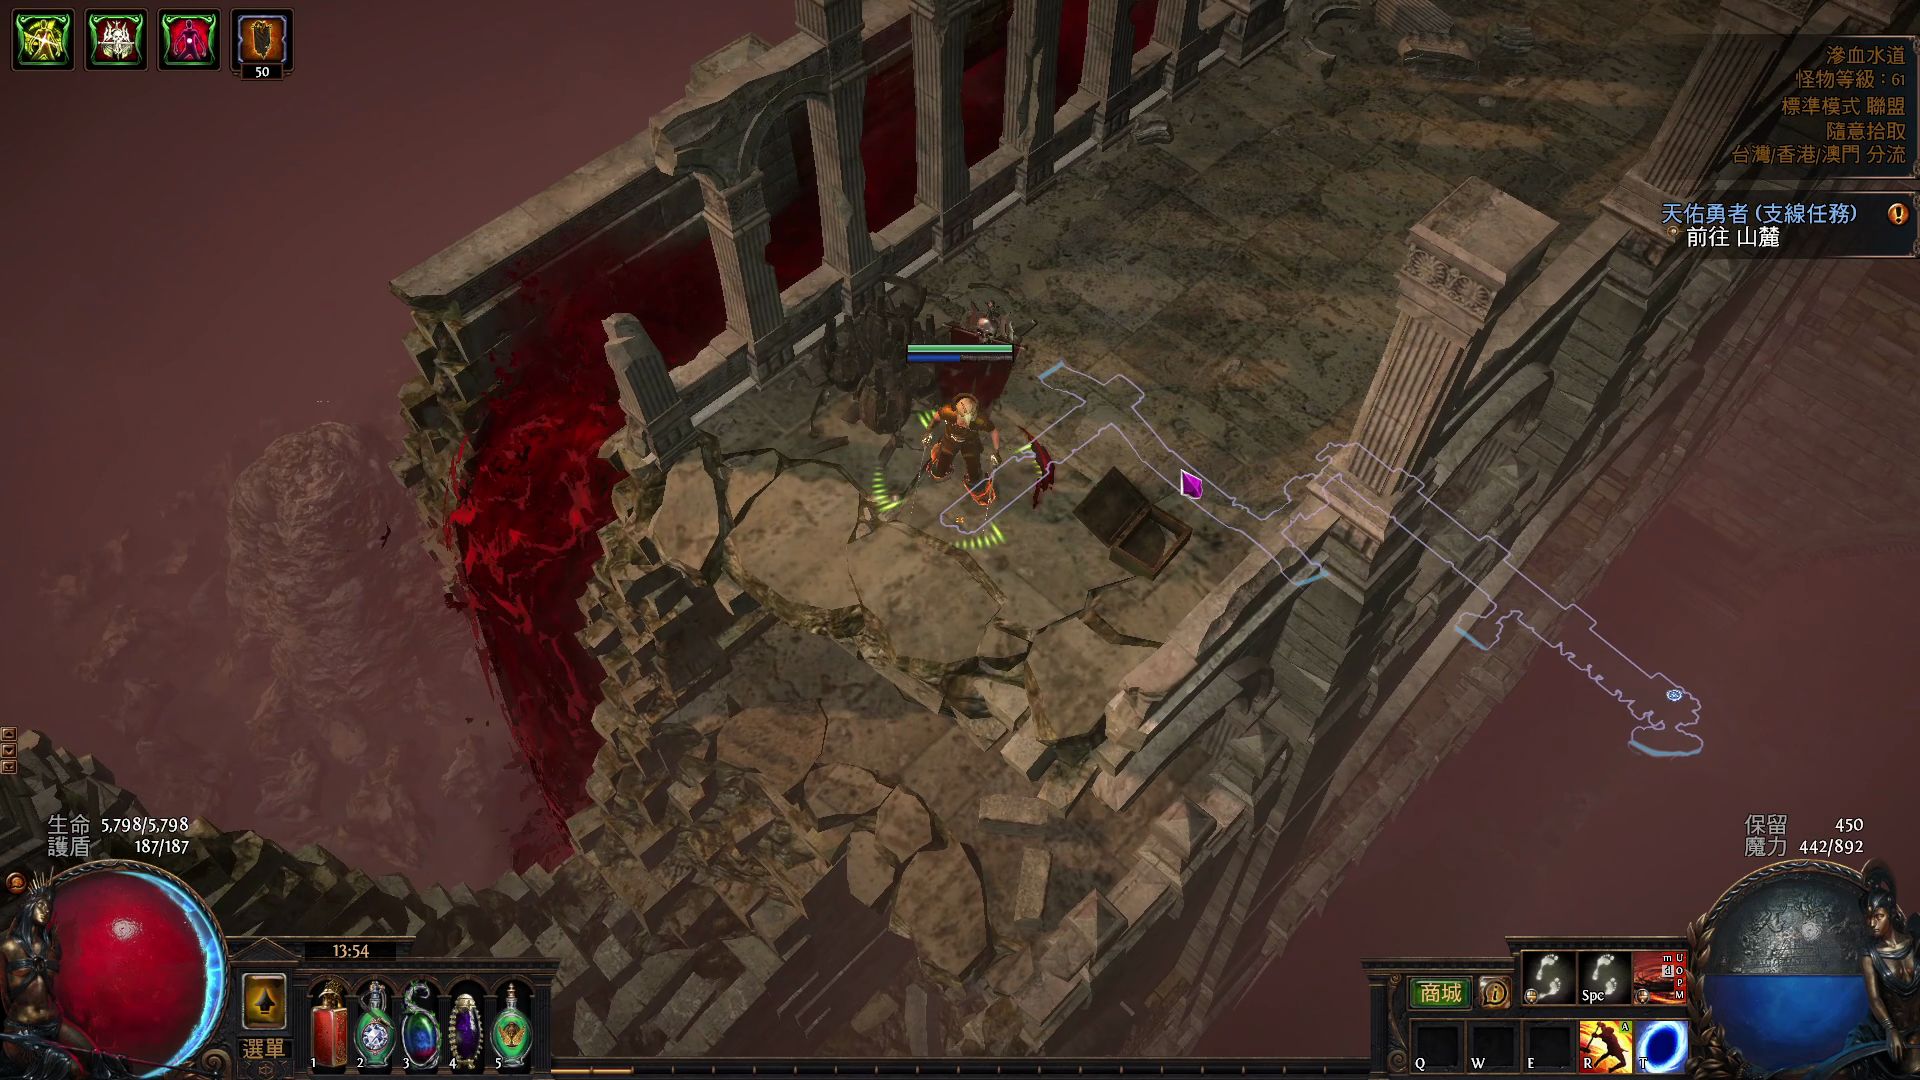 50
滲血水道
怪物等級：61
標準模式 聯盟
隨意拾取
台灣/香港/澳門 分流
天佑勇者 (支線任務)
前往 山麓
生命 5,798/5,798
護盾 187/187
保留 450
魔力 442/892
13:54
選單
1 2 3 4 5
商城
Spc
m U
d O
P
M
A
Q W E R T